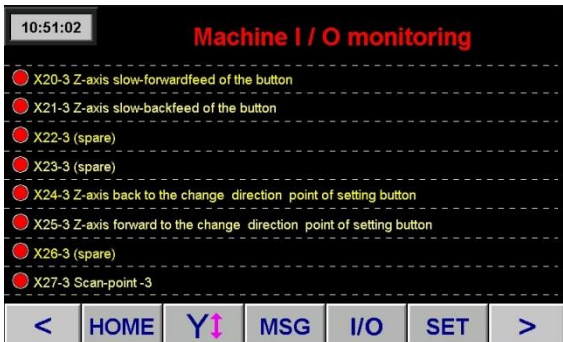 10:51:02
Machine I / O monitoring
X20-3 Z-axis slow-forwardfeed of the button
X21-3 Z-axis slow-backfeed of the button
X22-3 (spare)
X23-3 (spare)
X24-3 Z-axis back to the change direction point of setting button
X25-3 Z-axis forward to the change direction point of setting button
X26-3 (spare)
X27-3 Scan-point -3
< HOME Y MSG I/O SET >